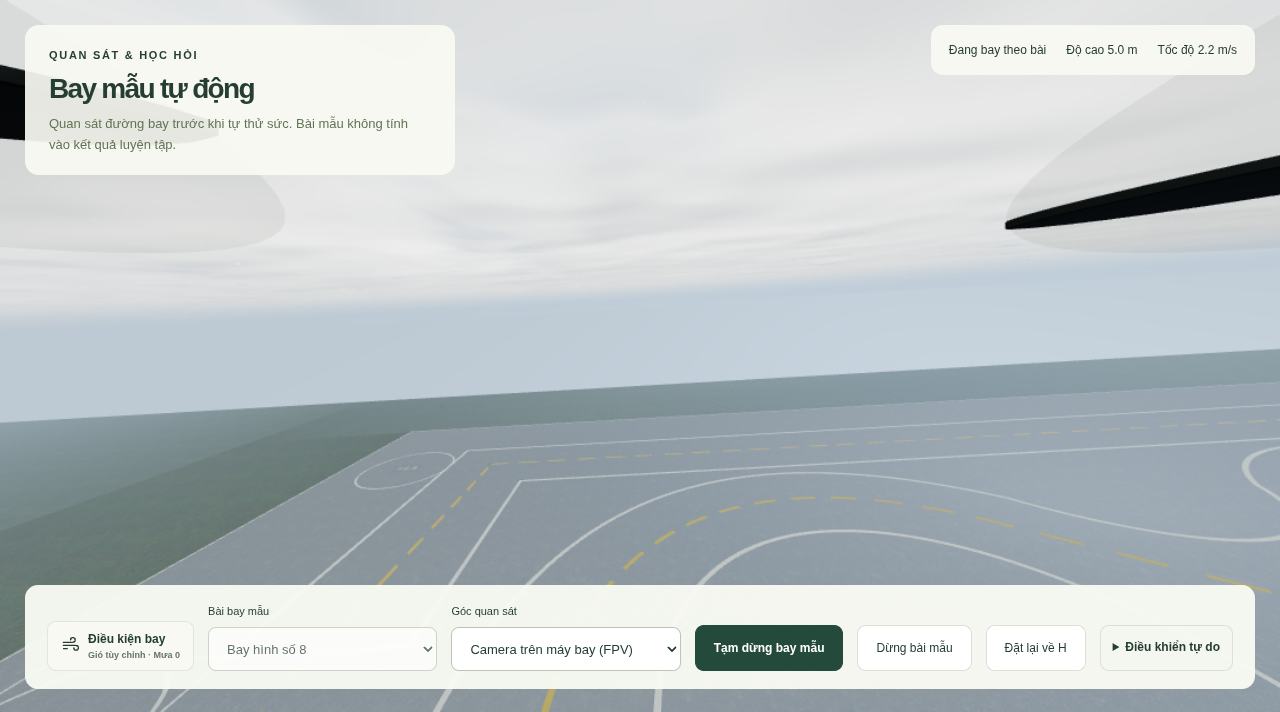 QUAN SÁT & HỌC HỎI
Bay mẫu tự động
Quan sát đường bay trước khi tự thử sức. Bài mẫu không tính
vào kết quả luyện tập.
Đang bay theo bài Độ cao 5.0 m Tốc độ 2.2 m/s
Điều kiện bay
Gió tùy chỉnh · Mưa 0
Bài bay mẫu
Bay hình số 8
Góc quan sát
Camera trên máy bay (FPV)
Tạm dừng bay mẫu
Dừng bài mẫu
Đặt lại về H
Điều khiển tự do